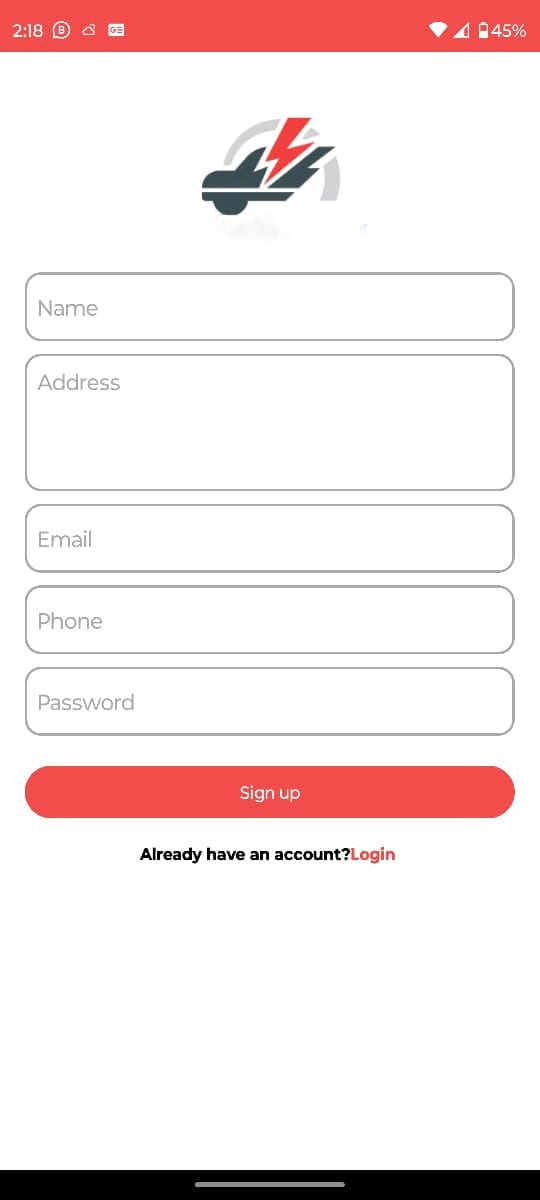 2:18 45%
Name
Address
Email
Phone
Password
Sign up
Already have an account?Login